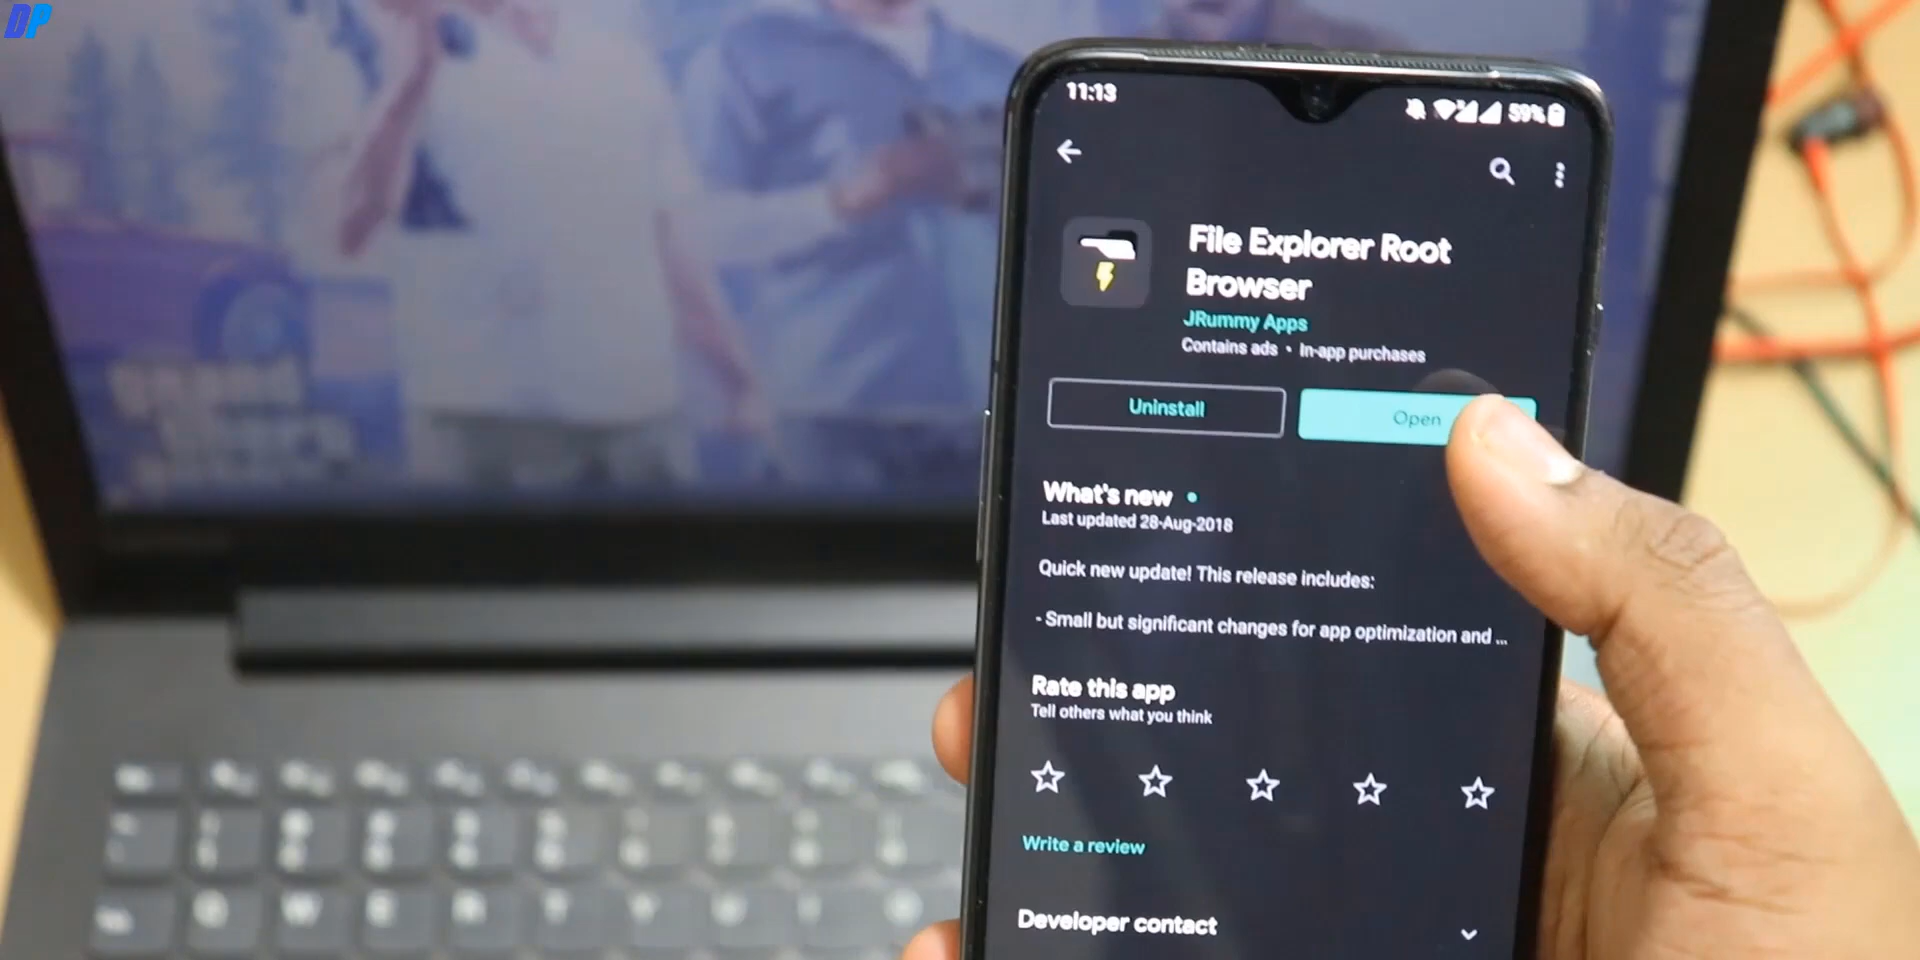 DP
11:13
59%
File Explorer Root
Browser
JRummy Apps
Contains ads • In-app purchases
Uninstall
Open
What's new •
Last updated 28-Aug-2018
Quick new update! This release includes:
- Small but significant changes for app optimization and ...
Rate this app
Tell others what you think
Write a review
Developer contact